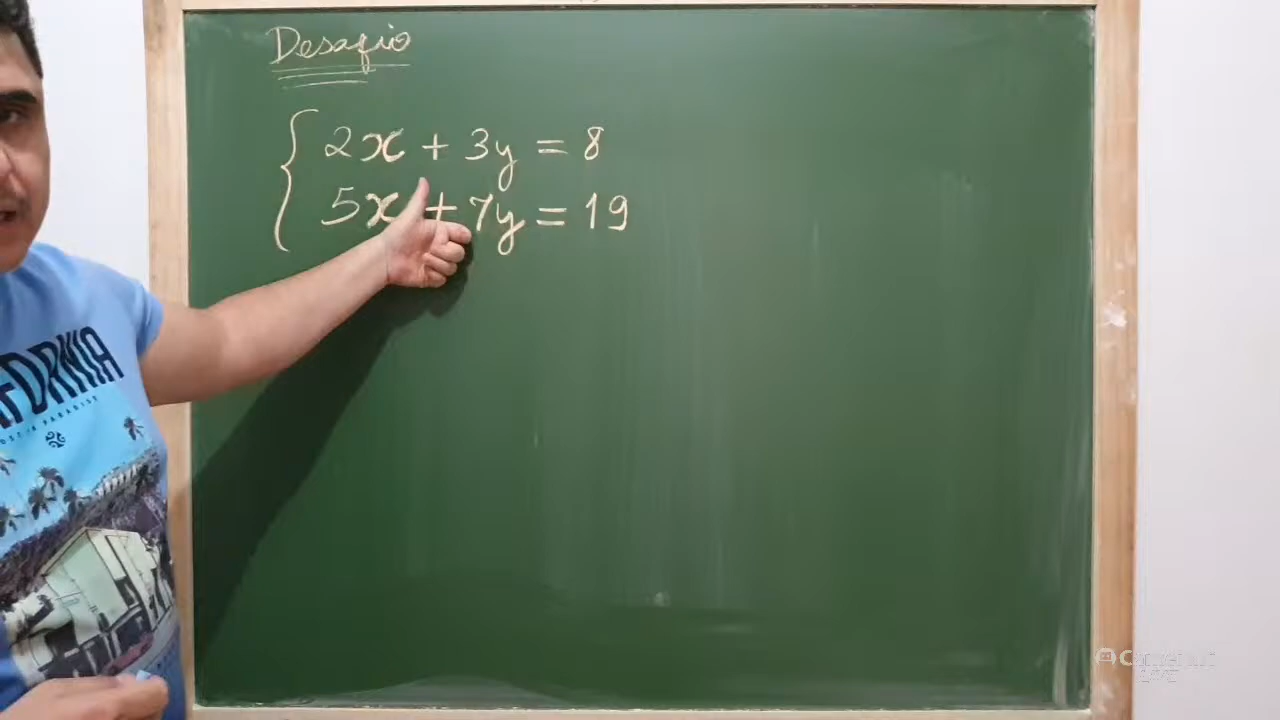 Desafio
2x + 3y = 8
5x + 7y = 19